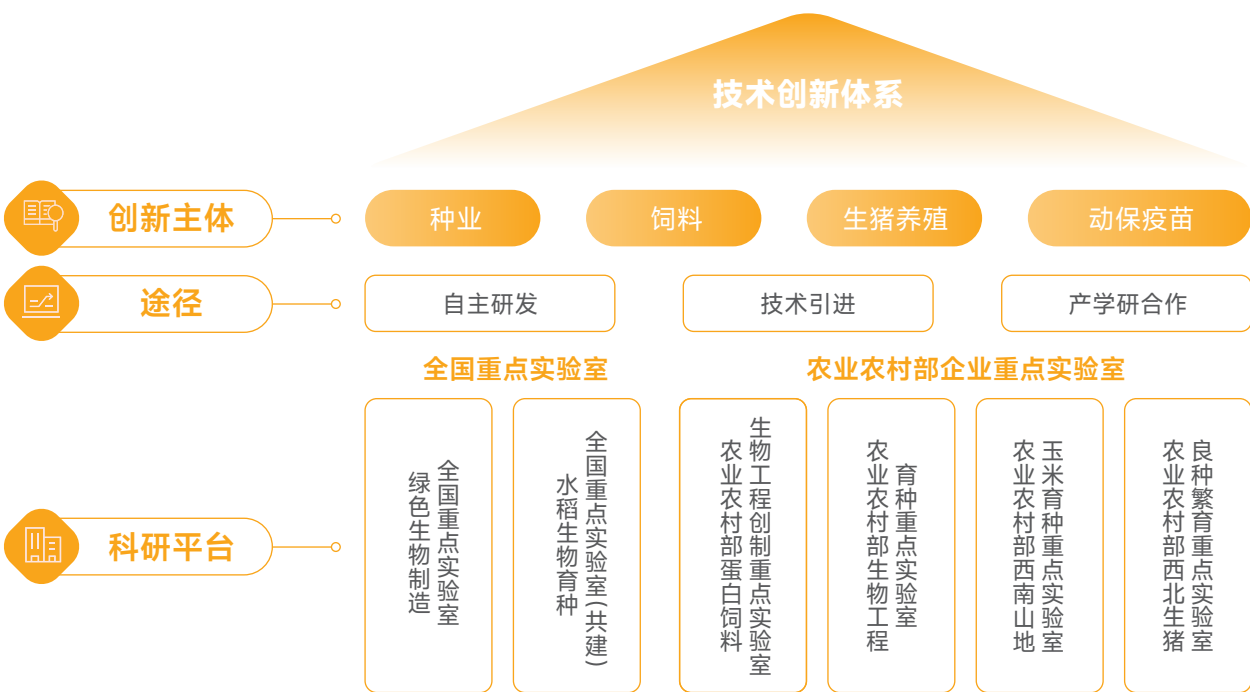 技术创新体系
创新主体
种业
饲料
生猪养殖
动保疫苗
途径
自主研发
技术引进
产学研合作
全国重点实验室
农业农村部企业重点实验室
科研平台
绿色生物制造
全国重点实验室
水稻生物育种
全国重点实验室(共建)
农业农村部蛋白饲料
生物工程创制重点实验室
农业农村部生物工程
育种重点实验室
农业农村部西南山地
玉米育种重点实验室
农业农村部西北生猪
良种繁育重点实验室